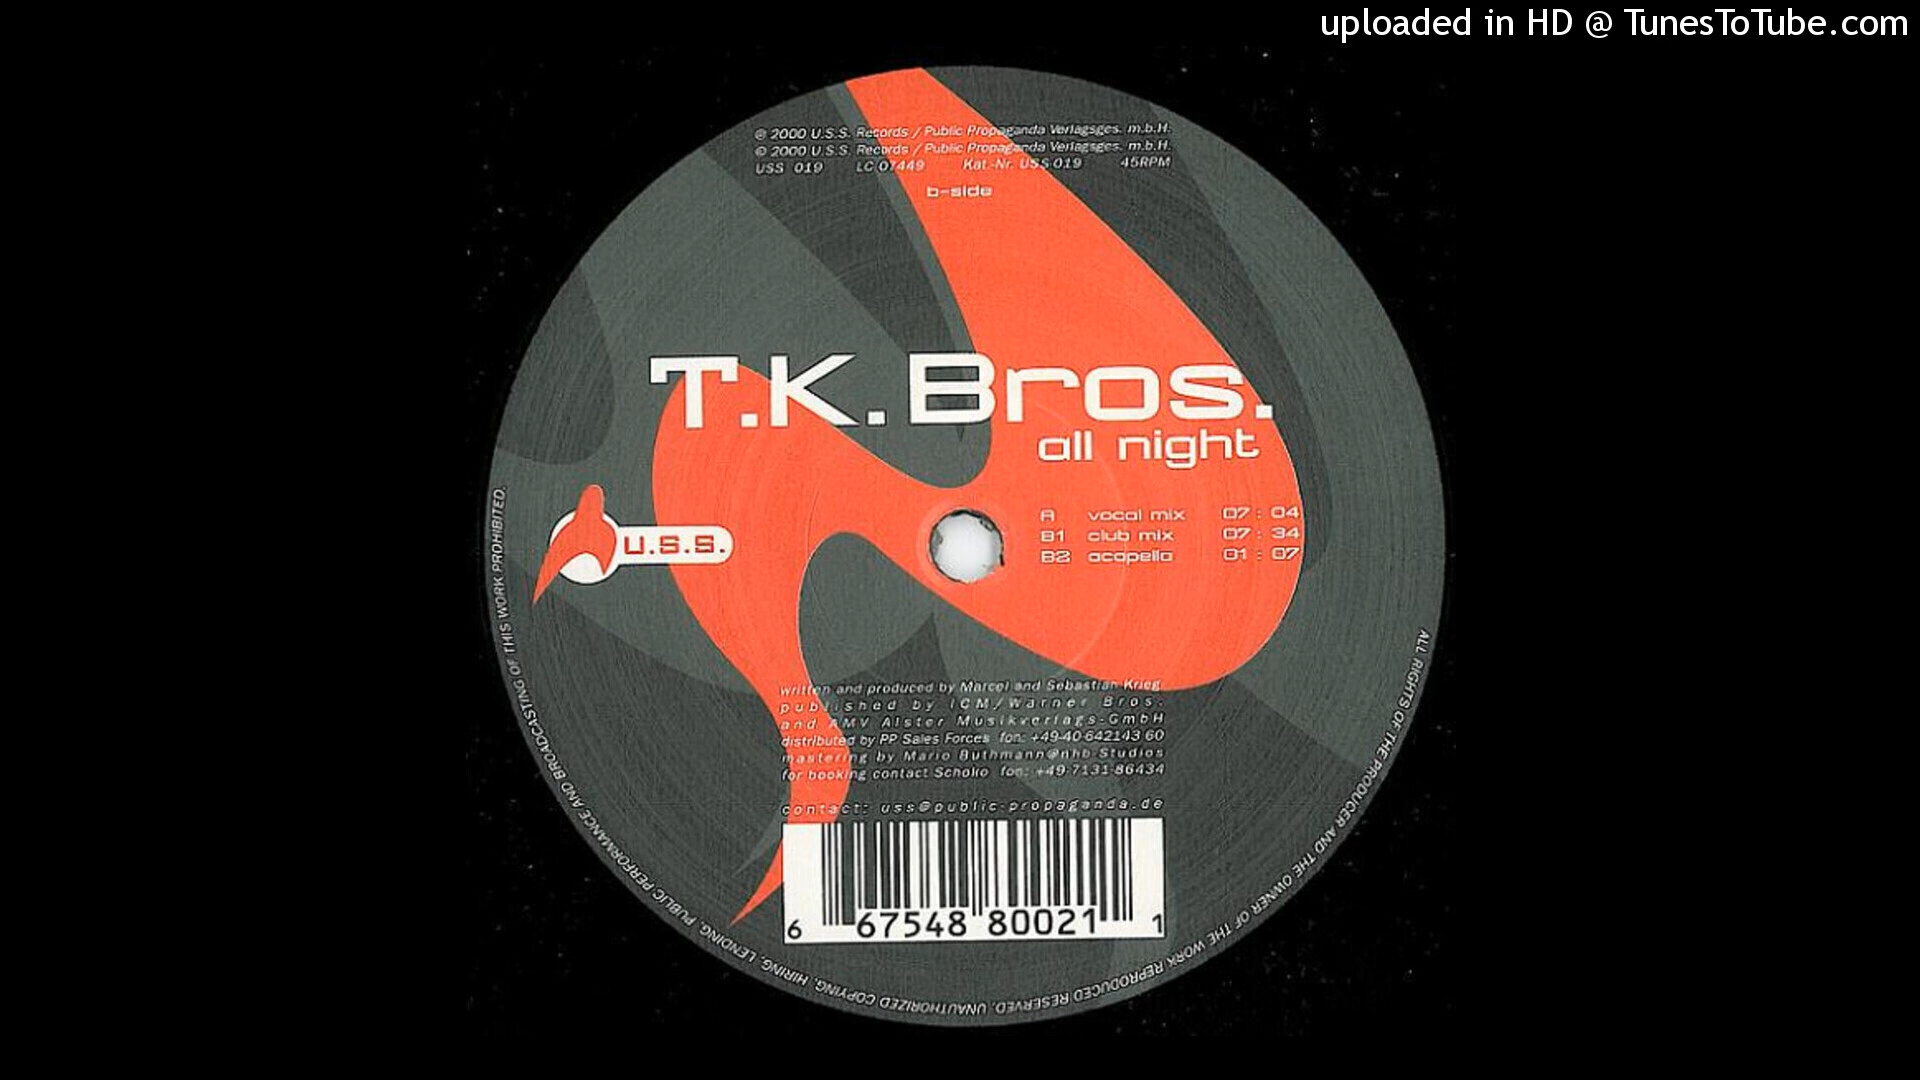 uploaded in HD @ TunesToTube.com
℗ 2000 U.S.S. Records / Public Propaganda Verlagsges. m.b.H.
© 2000 U.S.S. Records / Public Propaganda Verlagsges. m.b.H.
USS 019 LC 07449 Kat.-Nr. USS 019 45RPM
b-side
T.K. Bros.
all night
A vocal mix 07 : 04
B1 club mix 07 : 34
B2 acapella 01 : 07
U.S.S.
written and produced by Marcel and Sebastian Krieg.
published by ICM/Warner Bros.
and AMV Alster Musikverlags-GmbH
distributed by PP Sales Forces fon: +49-40-642143 60
mastering by Mario Buthmann@nhb-Studios
for booking contact Schoko fon: +49-7131-86434
contact: uss@public-propaganda.de
6 67548 80021 1
ALL RIGHTS OF THE PRODUCER AND THE OWNER OF THE WORK REPRODUCED RESERVED. UNAUTHORIZED COPYING, HIRING, LENDING, PUBLIC PERFORMANCE AND BROADCASTING OF THIS WORK PROHIBITED.